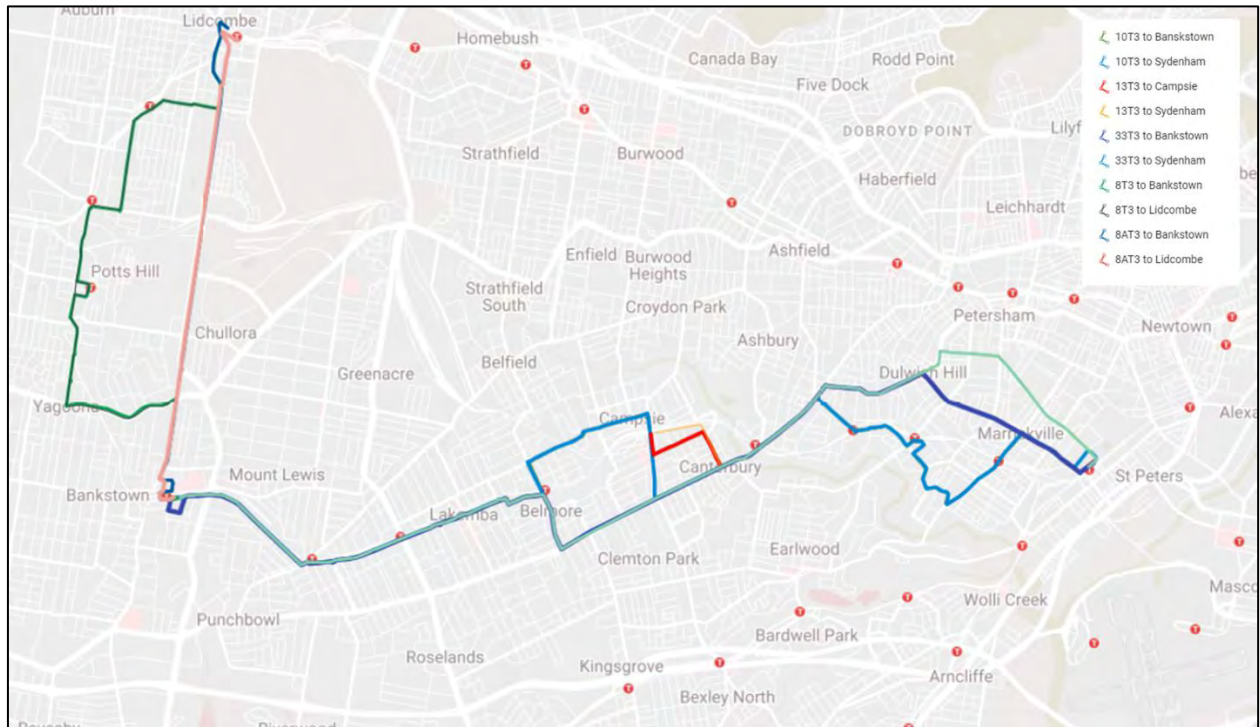 Auburn
Lidcombe
Homebush
Canada Bay
Rodd Point
Five Dock
DOBROYD POINT
Strathfield
Burwood
Haberfield
Leichhardt
Ashfield
Enfield
Burwood
Heights
Potts Hill
Strathfield
South
Croydon Park
Petersham
Newtown
Chullora
Ashbury
Belfield
Greenacre
Dulwich Hill
Yagoona
Campsie
Marrickville
Canterbury
Mount Lewis
St Peters
Bankstown
Lakemba
Belmore
Clemton Park
Earlwood
Wolli Creek
Punchbowl
Bardwell Park
Roselands
Kingsgrove
Arncliffe
Bexley North
10T3 to Banskstown
10T3 to Sydenham
13T3 to Campsie
13T3 to Sydenham
33T3 to Bankstown
33T3 to Sydenham
8T3 to Bankstown
8T3 to Lidcombe
8AT3 to Bankstown
8AT3 to Lidcombe